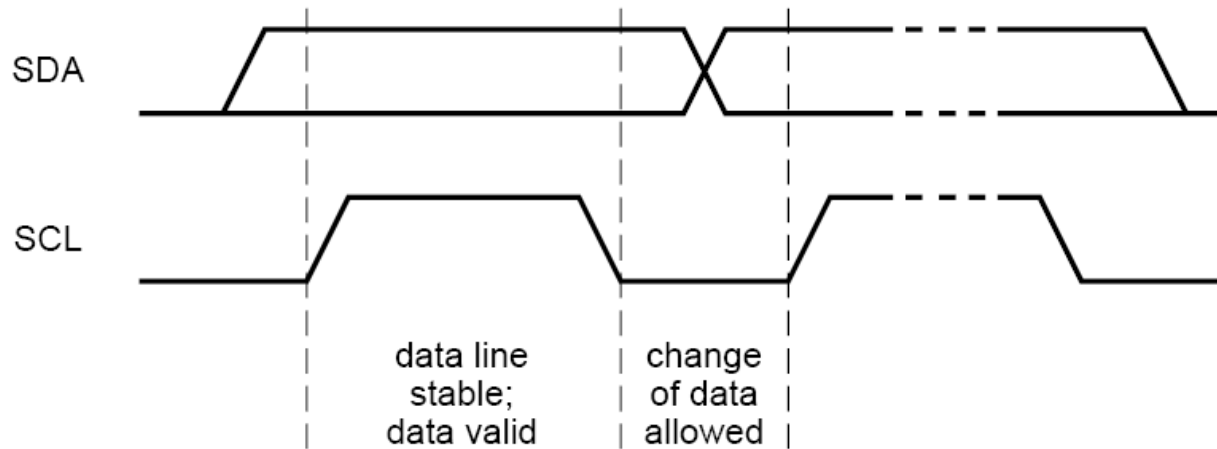 SDA
SCL
data line
stable;
data valid
change
of data
allowed